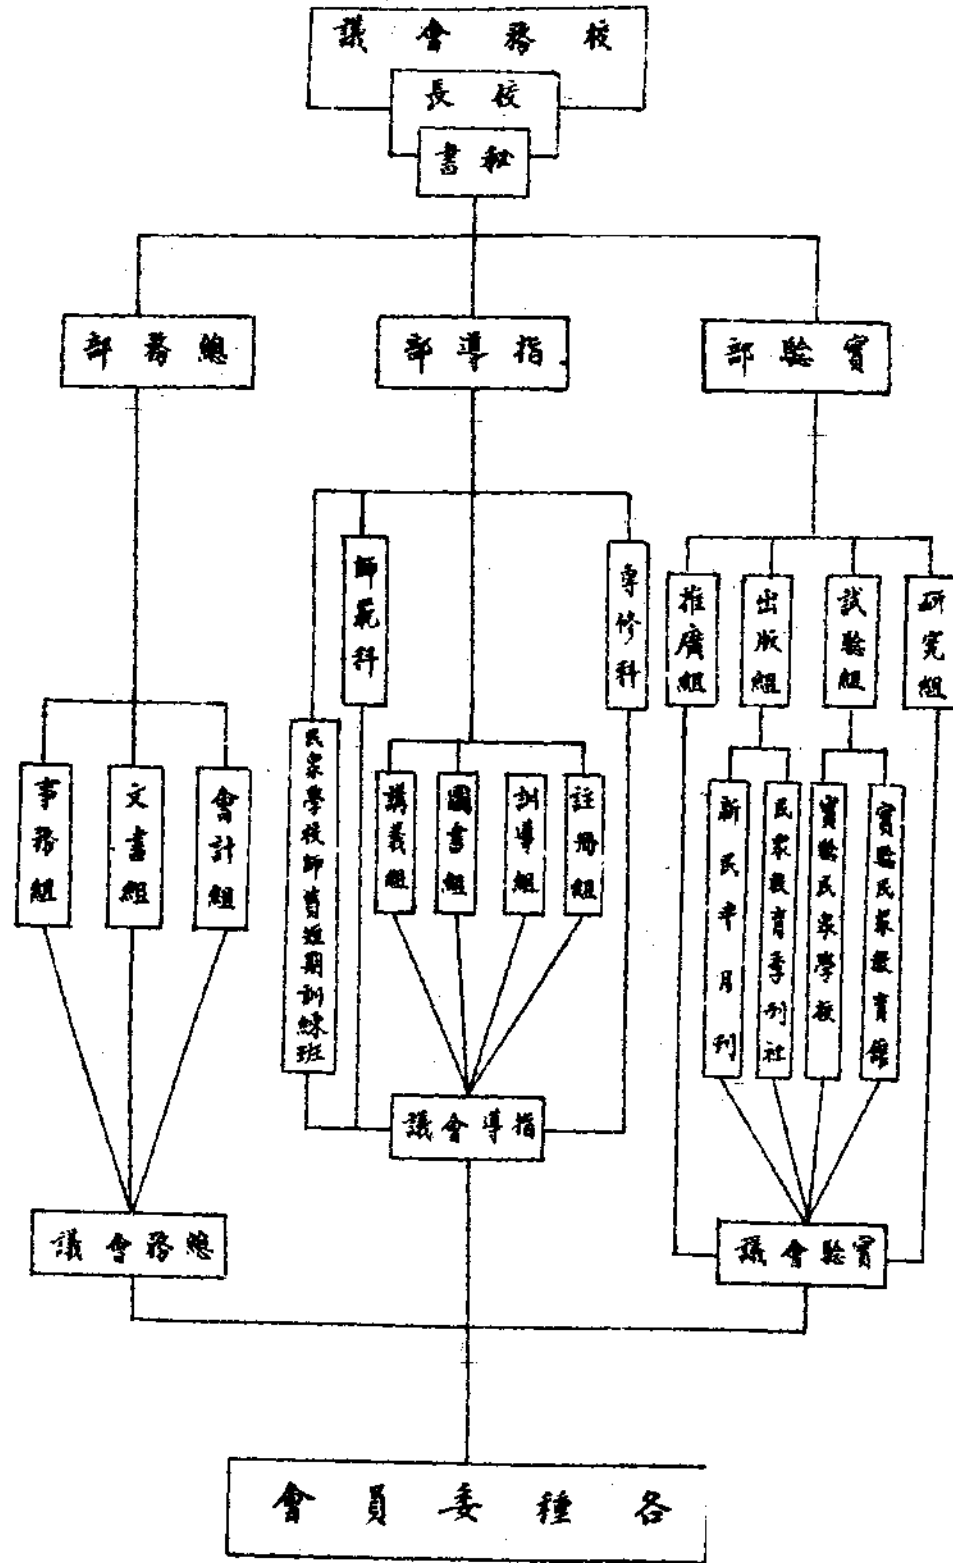 校務會議
校長
秘書
實驗部
指導部
總務部
研究組
試驗組
出版組
推廣組
實驗民眾教育館
實驗民眾學校
民眾教育季刊社
新民半月刊
專修科
師範科
民眾學校師資短期訓練班
註冊組
訓導組
圖書組
講義組
會計組
文書組
事務組
實驗會議
指導會議
總務會議
各種委員會